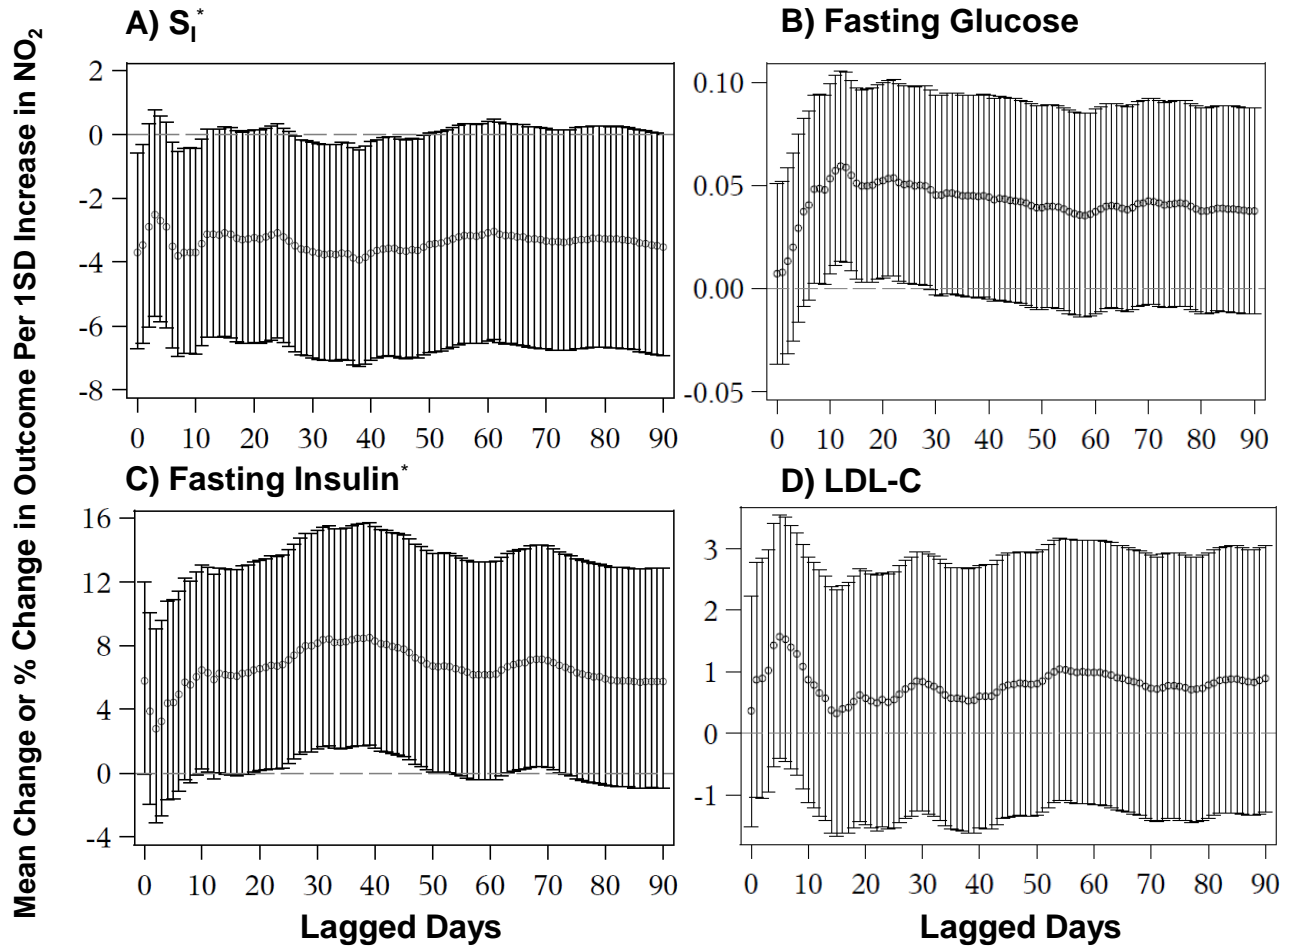 Mean Change or % Change in Outcome Per 1SD Increase in NO2
A) SI*
2
0
-2
-4
-6
-8
0 10 20 30 40 50 60 70 80 90
B) Fasting Glucose
0.10
0.05
0.00
-0.05
0 10 20 30 40 50 60 70 80 90
C) Fasting Insulin*
16
12
8
4
0
-4
0 10 20 30 40 50 60 70 80 90
Lagged Days
D) LDL-C
3
2
1
0
-1
0 10 20 30 40 50 60 70 80 90
Lagged Days